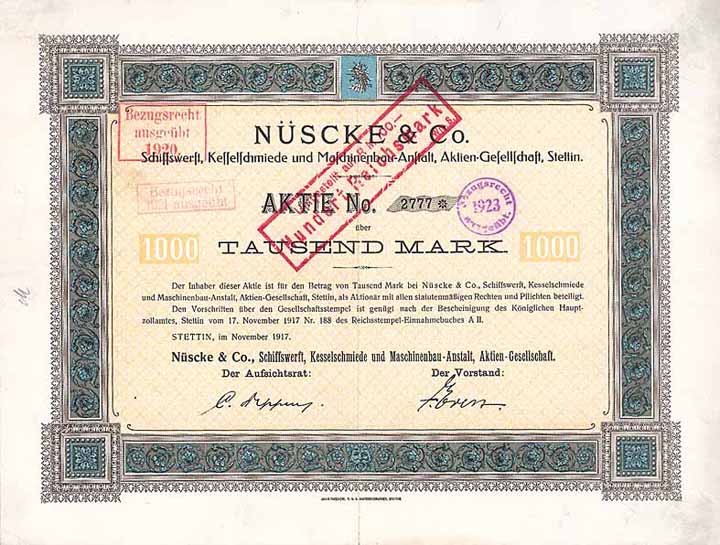 NÜSCKE & Co.
Schiffswerft, Kesselschmiede und Maschinenbau-Anstalt, Aktien-Gesellschaft, Stettin.
Bezugsrecht
ausgeübt
1920
Bezugsrecht
ausgeübt
Hundert Reichsmark
AKTIE No. 2777
Bezugsrecht
1923
ausgeübt.
über
1000 TAUSEND MARK 1000
Der Inhaber dieser Aktie ist für den Betrag von Tausend Mark bei Nüscke & Co., Schiffswerft, Kesselschmiede
und Maschinenbau-Anstalt, Aktien-Gesellschaft, Stettin, als Aktionär mit allen statutenmäßigen Rechten und Pflichten beteiligt.
Den Vorschriften über den Gesellschaftsstempel ist genügt nach der Bescheinigung des Königlichen Haupt-
zollamtes, Stettin vom 17. November 1917 Nr. 188 des Reichsstempel-Einnahmebuches A II.
STETTIN, im November 1917.
Nüscke & Co., Schiffswerft, Kesselschmiede und Maschinenbau-Anstalt, Aktien-Gesellschaft.
Der Aufsichtsrat: Der Vorstand: